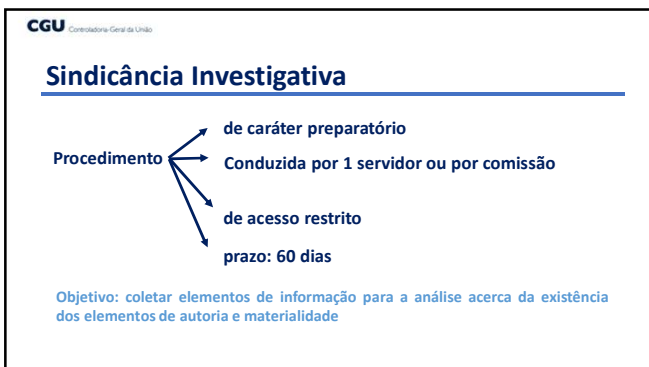 CGU Controladoria-Geral da União
Sindicância Investigativa
de caráter preparatório
Procedimento
Conduzida por 1 servidor ou por comissão
de acesso restrito
prazo: 60 dias
Objetivo: coletar elementos de informação para a análise acerca da existência
dos elementos de autoria e materialidade